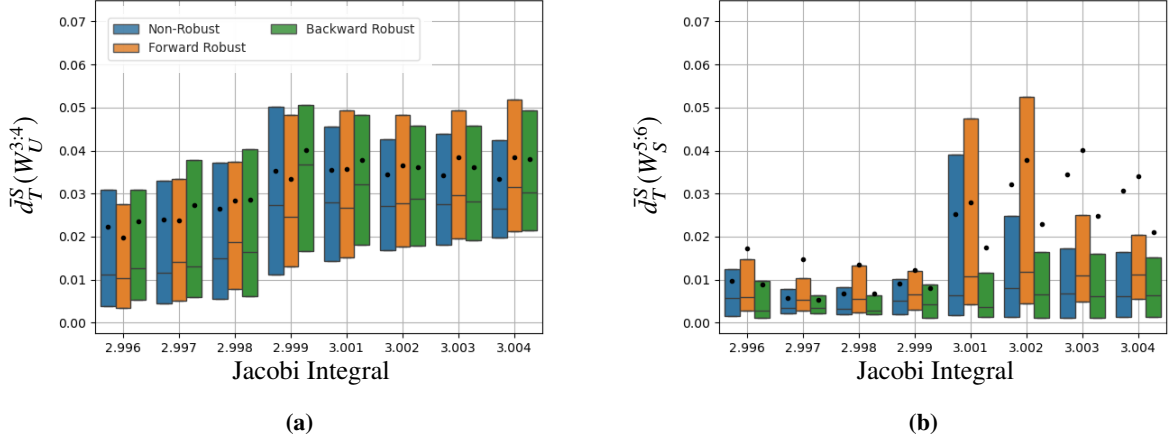 0.07
0.06
0.05
0.04
0.03
0.02
0.01
0.00
d̄_T^S(W_U^{3:4})
Non-Robust
Forward Robust
Backward Robust
2.996 2.997 2.998 2.999 3.001 3.002 3.003 3.004
Jacobi Integral
(a)
0.07
0.06
0.05
0.04
0.03
0.02
0.01
0.00
d̄_T^S(W_S^{5:6})
2.996 2.997 2.998 2.999 3.001 3.002 3.003 3.004
Jacobi Integral
(b)